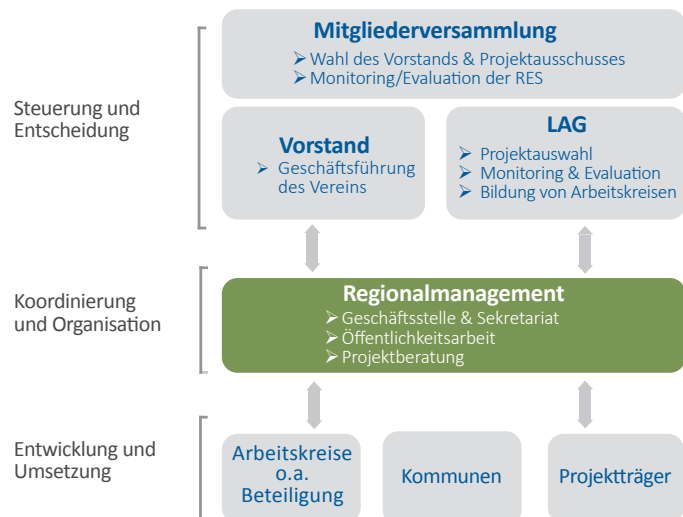 Mitgliederversammlung
➢ Wahl des Vorstands & Projektausschusses
➢ Monitoring/Evaluation der RES
Steuerung und
Entscheidung
Vorstand
➢ Geschäftsführung
des Vereins
LAG
➢ Projektauswahl
➢ Monitoring & Evaluation
➢ Bildung von Arbeitskreisen
Koordinierung
und Organisation
Regionalmanagement
➢ Geschäftsstelle & Sekretariat
➢ Öffentlichkeitsarbeit
➢ Projektberatung
Entwicklung und
Umsetzung
Arbeitskreise
o.a.
Beteiligung
Kommunen
Projektträger